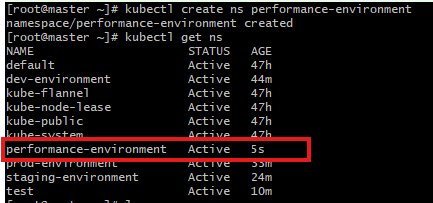 [root@master ~]# kubectl create ns performance-environment
namespace/performance-environment created
[root@master ~]# kubectl get ns
NAME STATUS AGE
default Active 47h
dev-environment Active 44m
kube-flannel Active 47h
kube-node-lease Active 47h
kube-public Active 47h
kube-system Active 47h
performance-environment Active 5s
prod-environment Active 33m
staging-environment Active 24m
test Active 10m